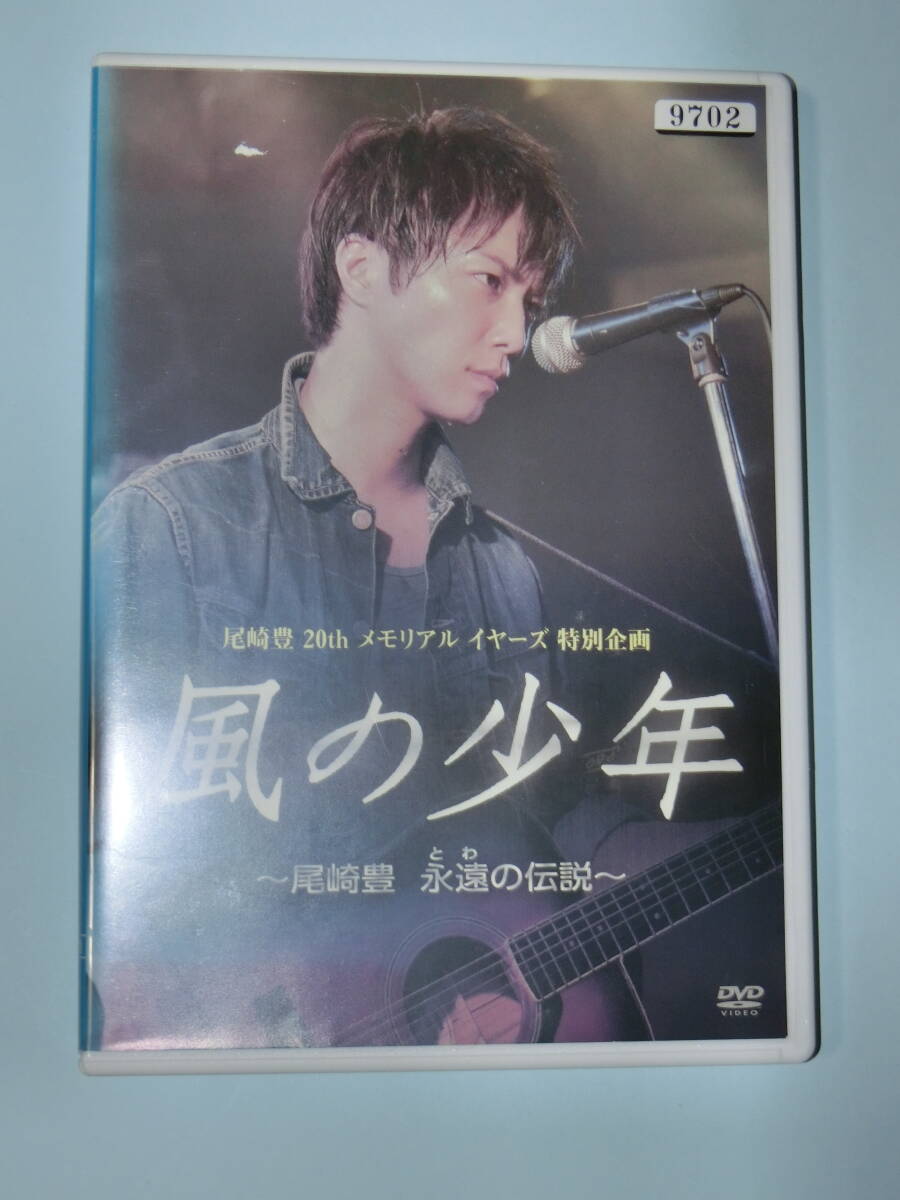 9702
尾崎豊 20th メモリアル イヤーズ 特別企画
風の少年
とわ
～尾崎豊 永遠の伝説～
DVD
VIDEO